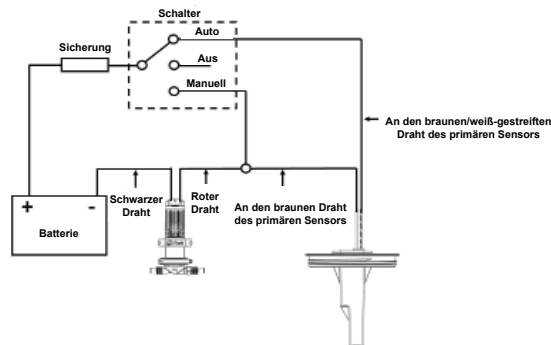 Schalter
Auto
Sicherung
Aus
Manuell
An den braunen/weiß-gestreiften
Draht des primären Sensors
+ -
Batterie
Schwarzer
Draht
Roter
Draht
An den braunen Draht
des primären Sensors